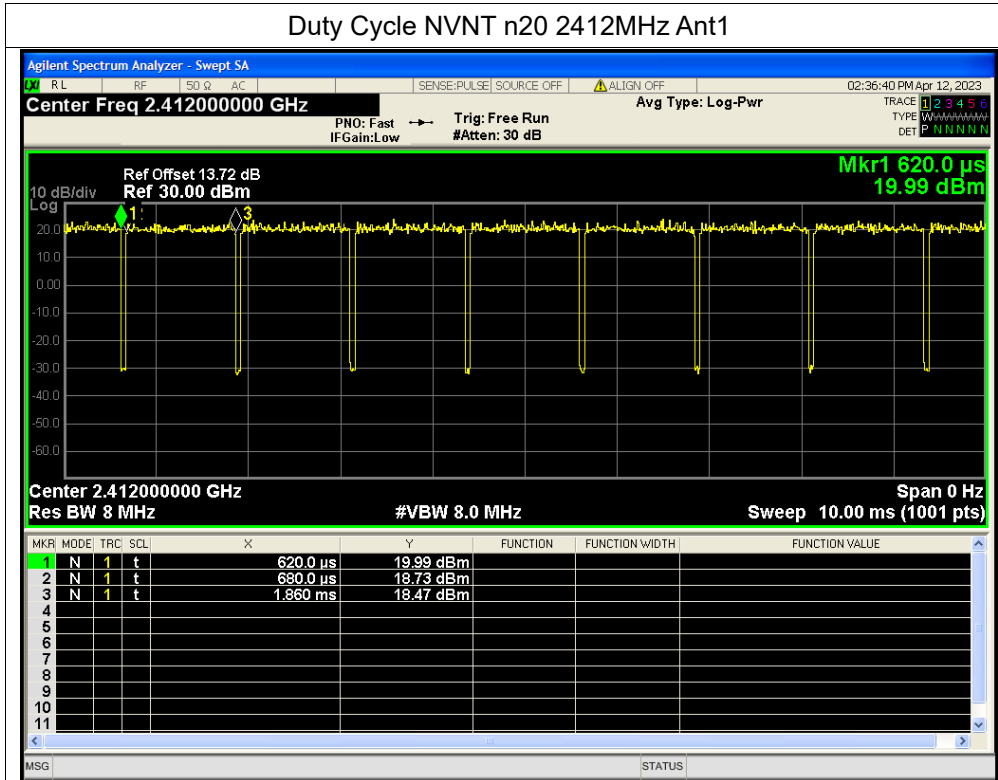 Duty Cycle NVNT n20 2412MHz Ant1
Agilent Spectrum Analyzer - Swept SA
LXI RL RF 50 Ω AC SENSE:PULSE SOURCE OFF ALIGN OFF 02:36:40 PM Apr 12, 2023
Center Freq 2.412000000 GHz Avg Type: Log-Pwr TRACE 1 2 3 4 5 6
PNO: Fast Trig: Free Run TYPE WWWWWW
IFGain:Low #Atten: 30 dB DET P N N N N N
Mkr1 620.0 µs
Ref Offset 13.72 dB
10 dB/div Ref 30.00 dBm 19.99 dBm
Log
1
3
20.0
10.0
0.00
-10.0
-20.0
-30.0
-40.0
-50.0
-60.0
Center 2.412000000 GHz Span 0 Hz
Res BW 8 MHz #VBW 8.0 MHz Sweep 10.00 ms (1001 pts)
MKR MODE TRC SCL X Y FUNCTION FUNCTION WIDTH FUNCTION VALUE
1 N 1 t 620.0 µs 19.99 dBm
2 N 1 t 680.0 µs 18.73 dBm
3 N 1 t 1.860 ms 18.47 dBm
4
5
6
7
8
9
10
11
MSG STATUS